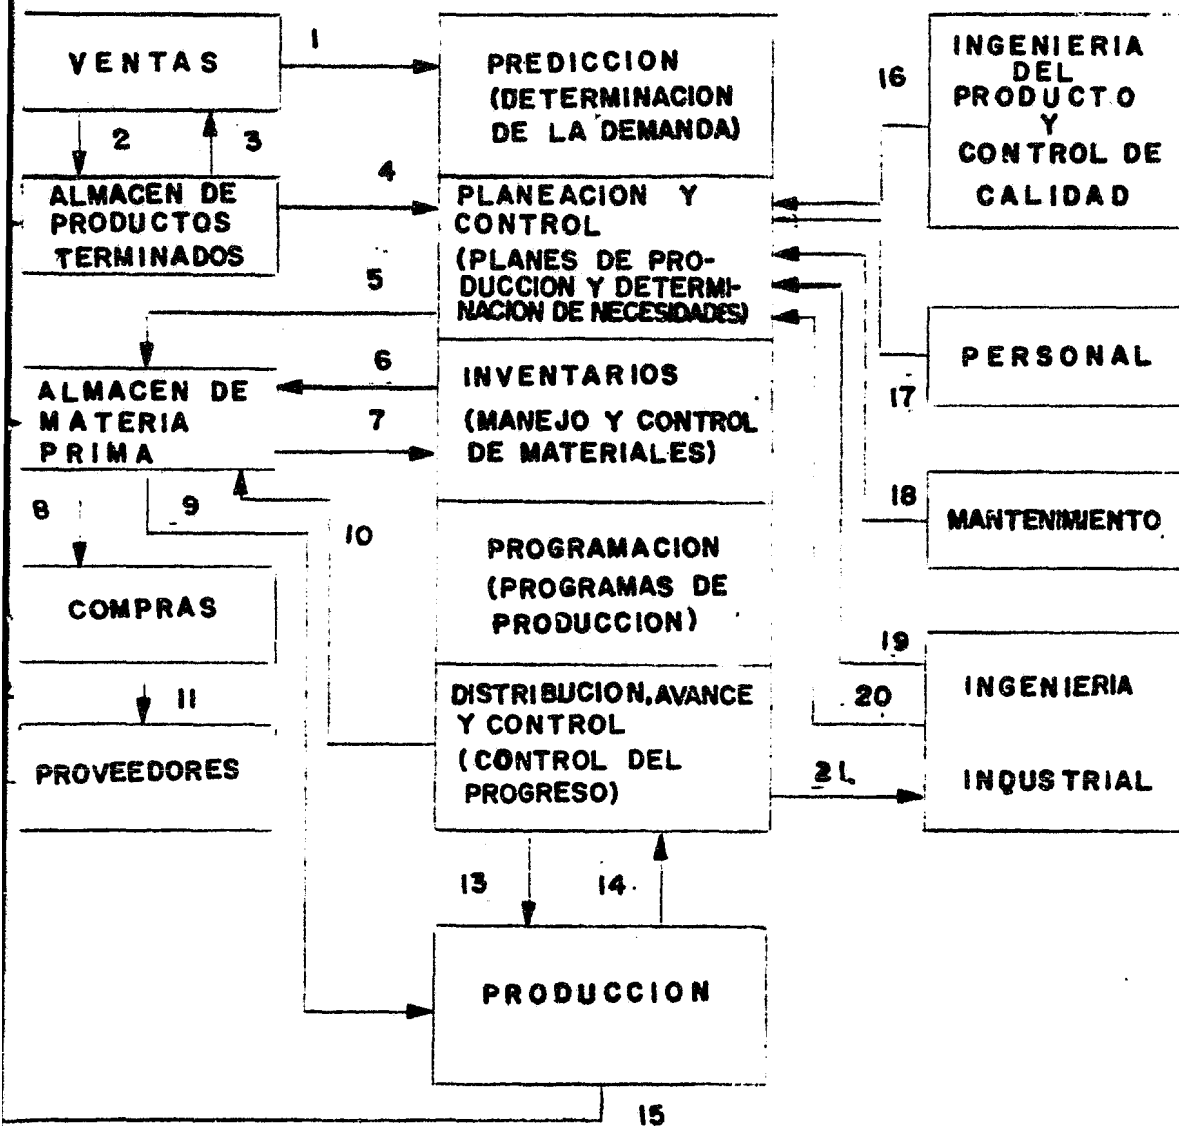 VENTAS
1
2
3
ALMACEN DE
PRODUCTOS
TERMINADOS
4
5
ALMACEN DE
MATERIA
PRIMA
6
7
8
9
10
COMPRAS
11
PROVEEDORES
PREDICCION
(DETERMINACION
DE LA DEMANDA)
PLANEACION Y
CONTROL
(PLANES DE PRO-
DUCCION Y DETERMI-
NACION DE NECESIDADES)
INVENTARIOS
(MANEJO Y CONTROL
DE MATERIALES)
PROGRAMACION
(PROGRAMAS DE
PRODUCCION)
DISTRIBUCION, AVANCE
Y CONTROL
(CONTROL DEL
PROGRESO)
13
14.
PRODUCCION
15
16
INGENIERIA
DEL
PRODUCTO
Y
CONTROL DE
CALIDAD
PERSONAL
17
18
MANTENIMIENTO
19
20
21.
INGENIERIA
INDUSTRIAL